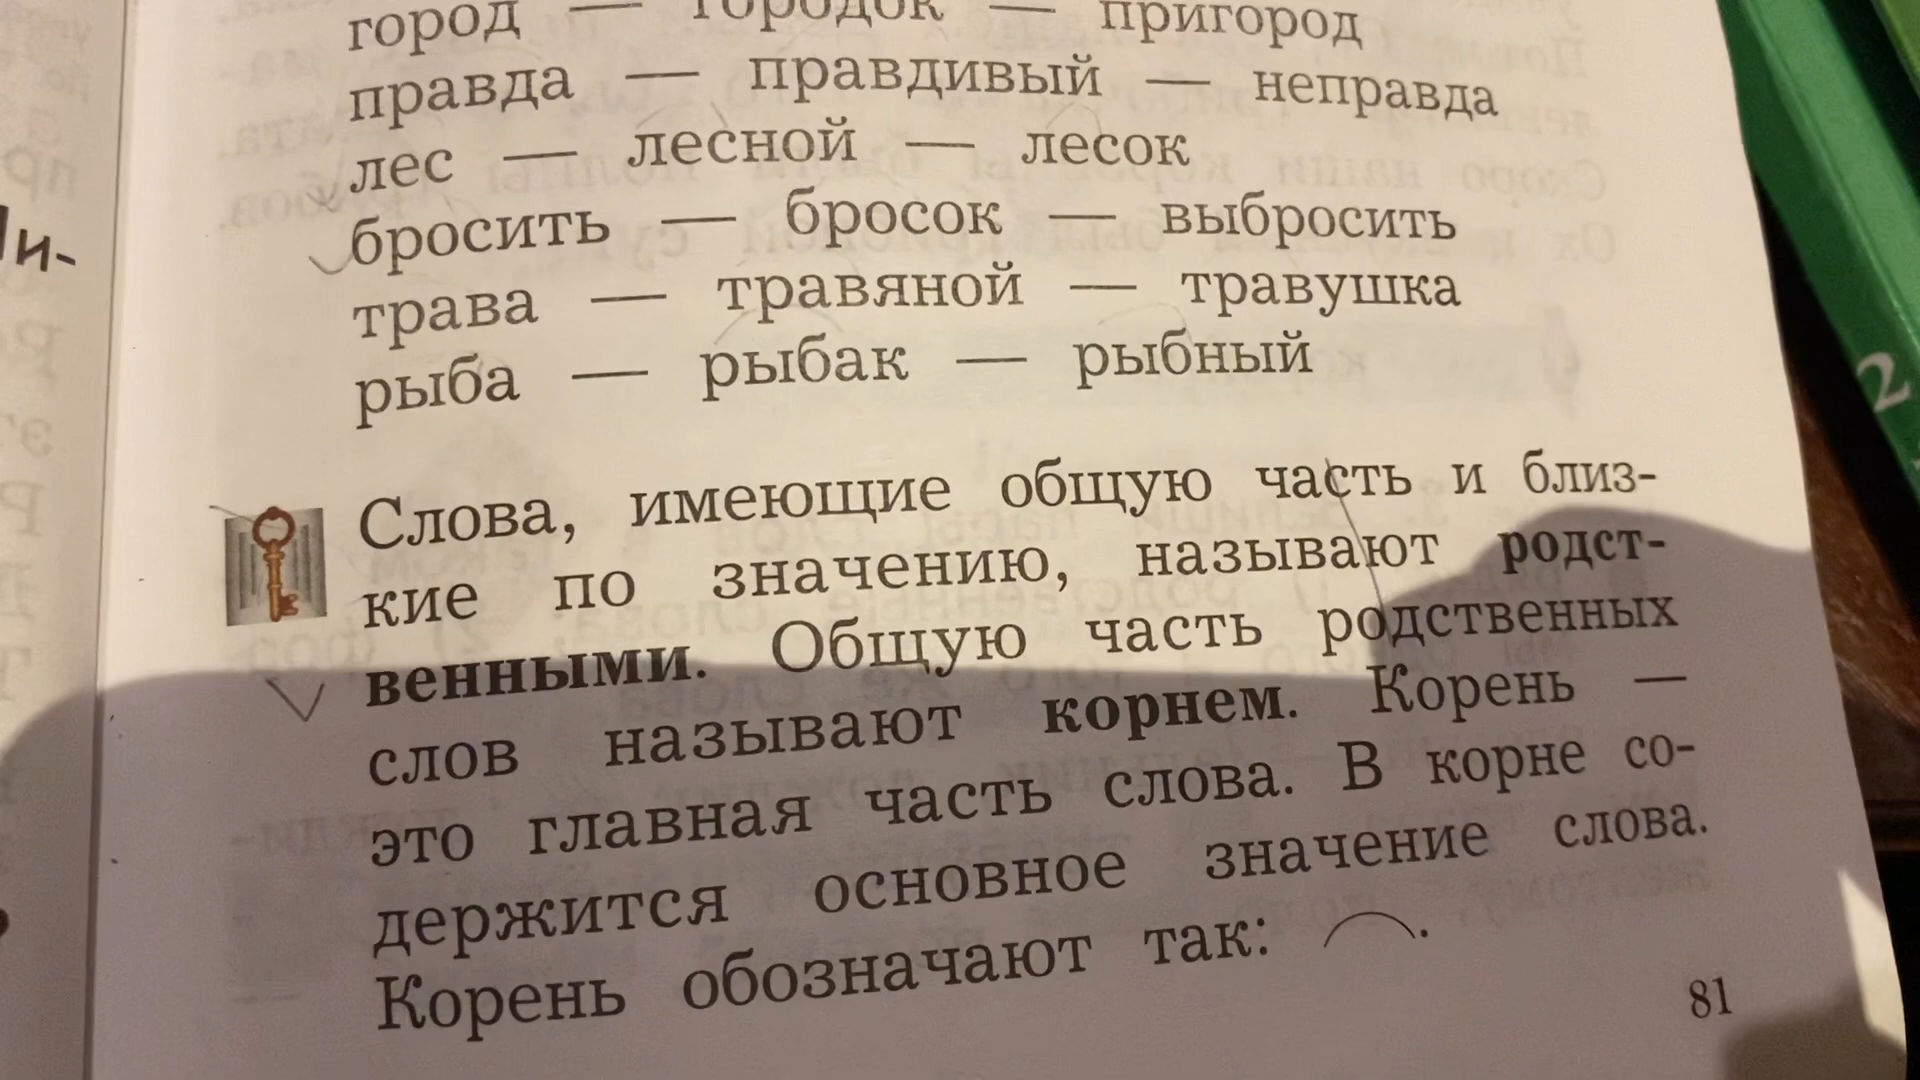 город — городок — пригород
правда — правдивый — неправда
лес — лесной — лесок
бросить — бросок — выбросить
трава — травяной — травушка
рыба — рыбак — рыбный
Слова, имеющие общую часть и близ-
кие по значению, называют родст-
венными. Общую часть родственных
слов называют корнем. Корень —
это главная часть слова. В корне со-
держится основное значение слова.
Корень обозначают так: ⌒.
81
2